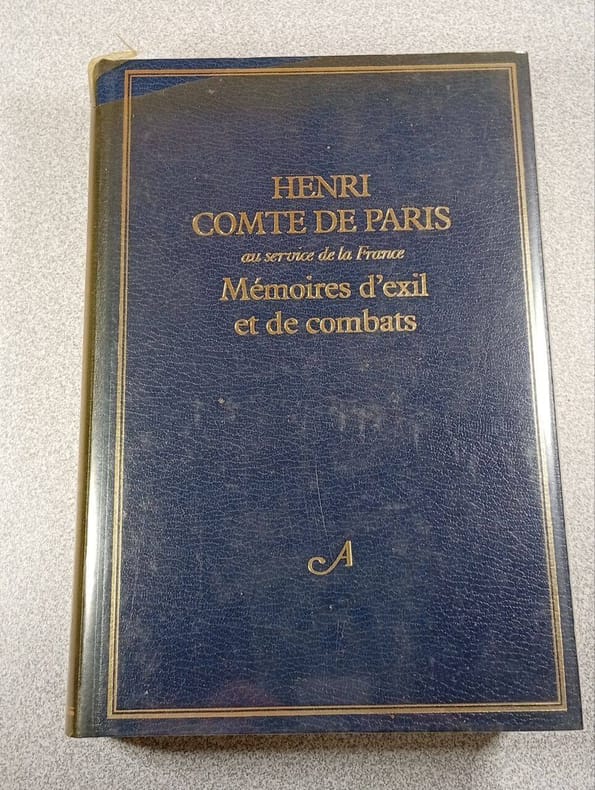 HENRI
COMTE DE PARIS
au service de la France
Mémoires d'exil
et de combats
A